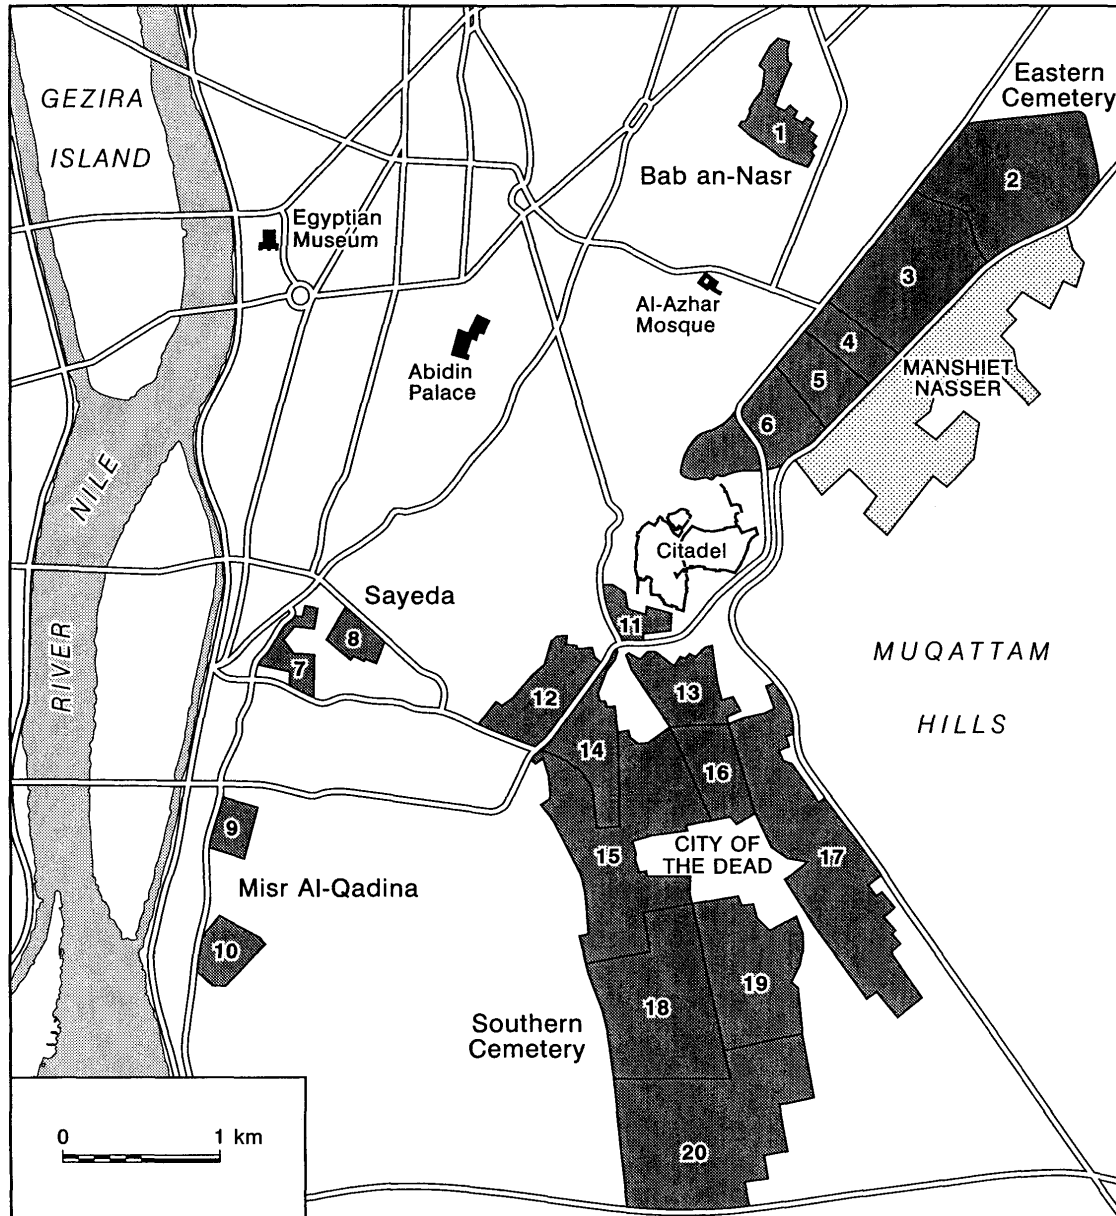 GEZIRA
ISLAND
Eastern
Cemetery
1
Bab an-Nasr
2
Egyptian
Museum
3
Al-Azhar
Mosque
4
Abidin
Palace
MANSHIET
NASSER
5
6
NILE
RIVER
Citadel
Sayeda
8
11
7
MUQATTAM
HILLS
12
13
14
16
9
15
CITY OF
THE DEAD
17
Misr Al-Qadina
10
18
19
Southern
Cemetery
0 1 km
20